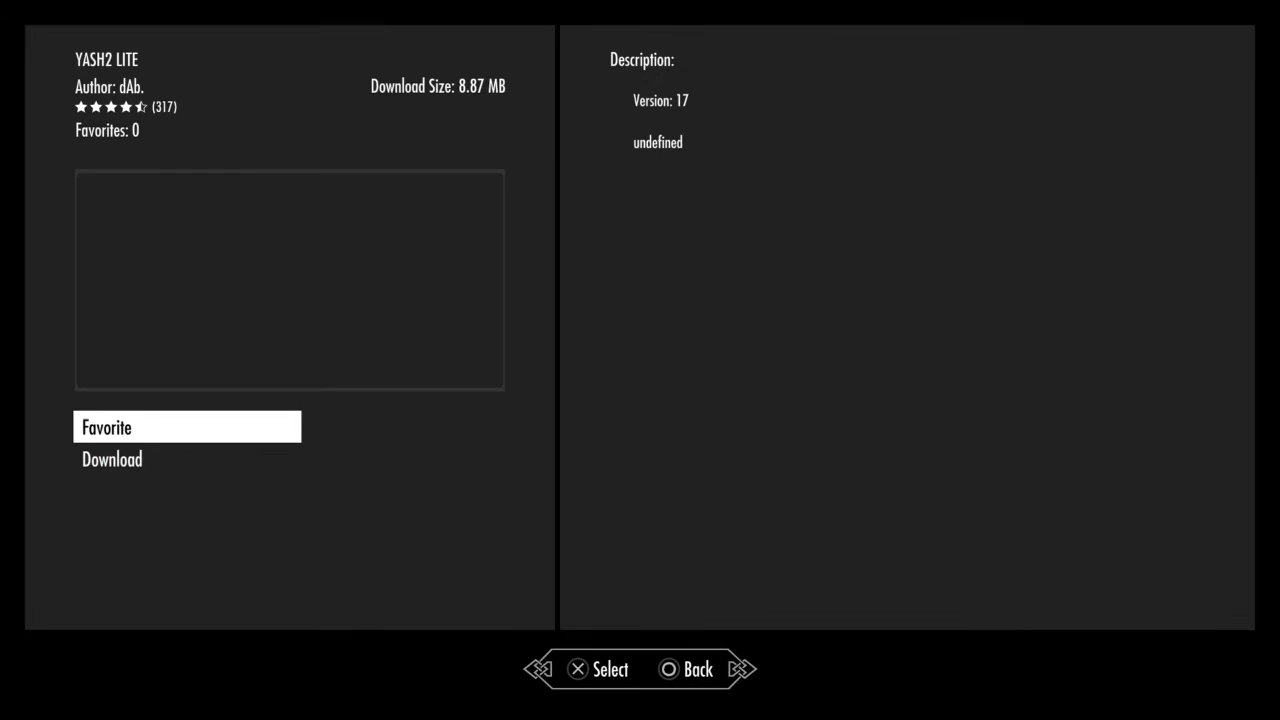 YASH2 LITE
Author: dAb.
Download Size: 8.87 MB
(317)
Favorites: 0
Favorite
Download
Description:
Version: 17
undefined
Select
Back